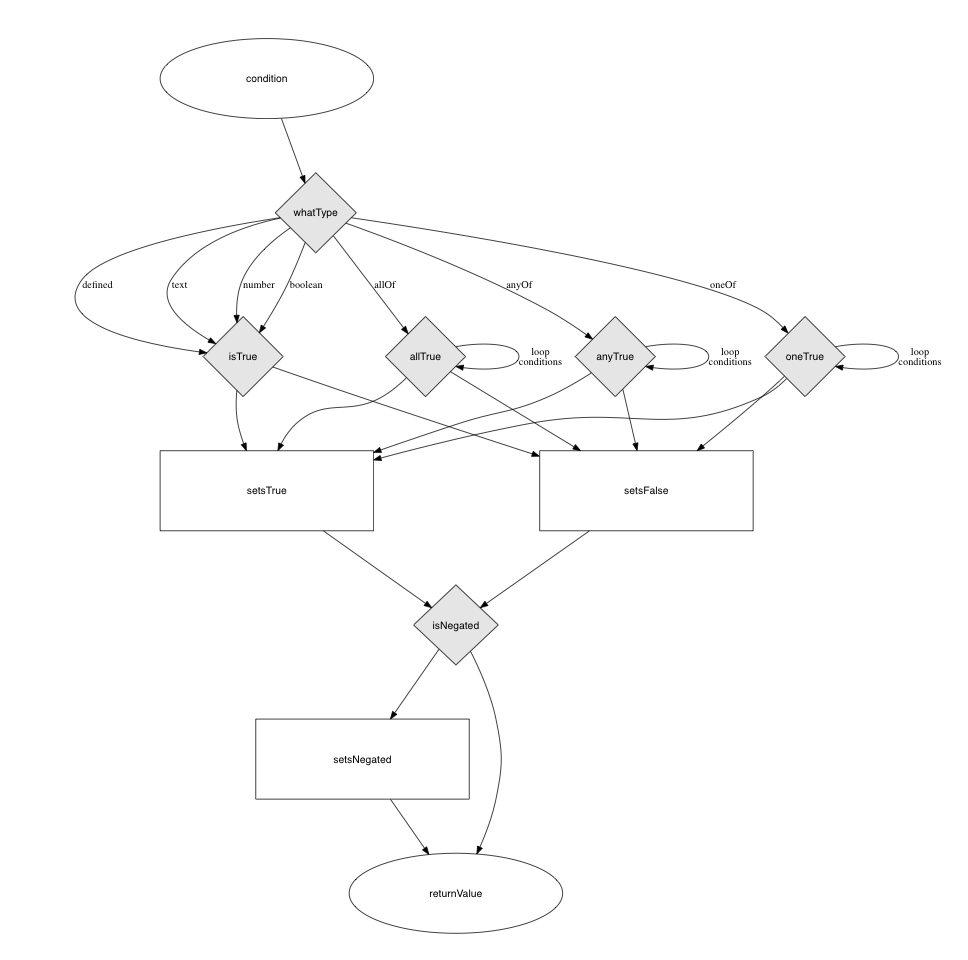 condition
whatType
defined
text
number
boolean
allOf
anyOf
oneOf
isTrue
allTrue
loop
conditions
anyTrue
loop
conditions
oneTrue
loop
conditions
setsTrue
setsFalse
isNegated
setsNegated
returnValue